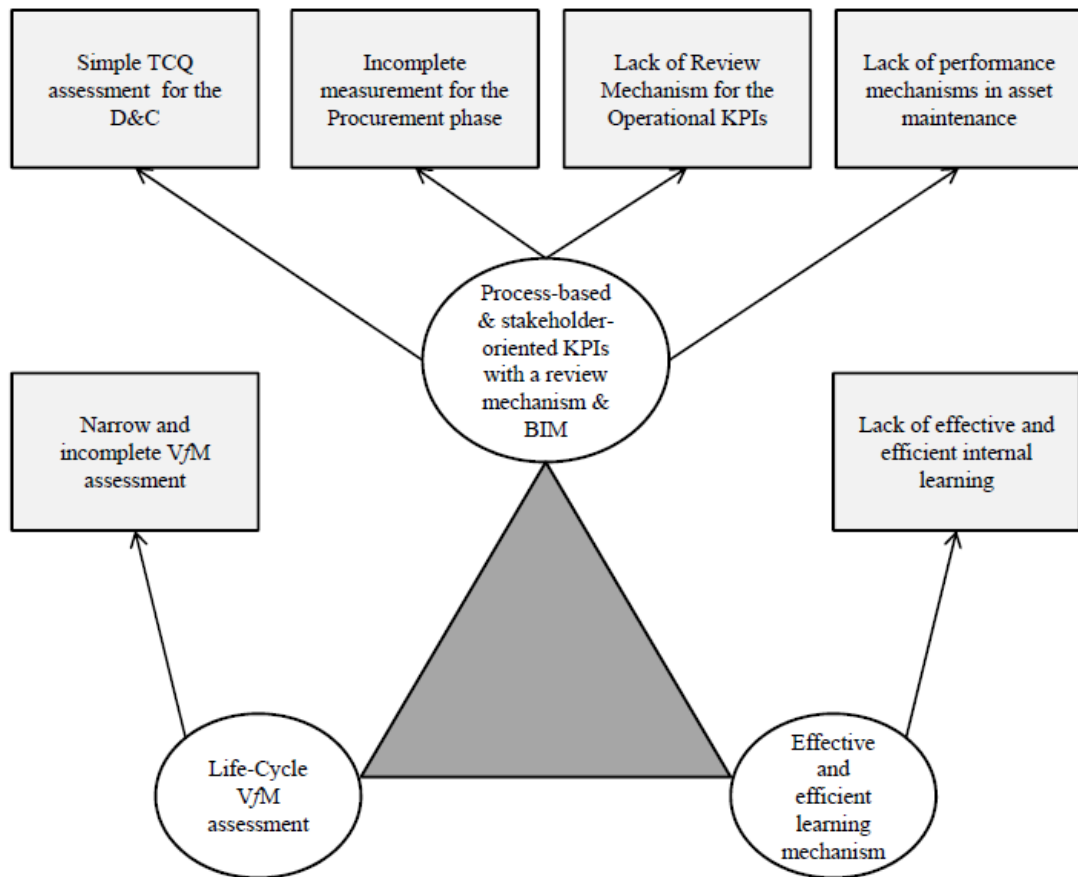 Simple TCQ
assessment for the
D&C
Incomplete
measurement for the
Procurement phase
Lack of Review
Mechanism for the
Operational KPIs
Lack of performance
mechanisms in asset
maintenance
Process-based
& stakeholder-
oriented KPIs
with a review
mechanism &
BIM
Narrow and
incomplete VfM
assessment
Lack of effective and
efficient internal
learning
Life-Cycle
VfM
assessment
Effective
and
efficient
learning
mechanism